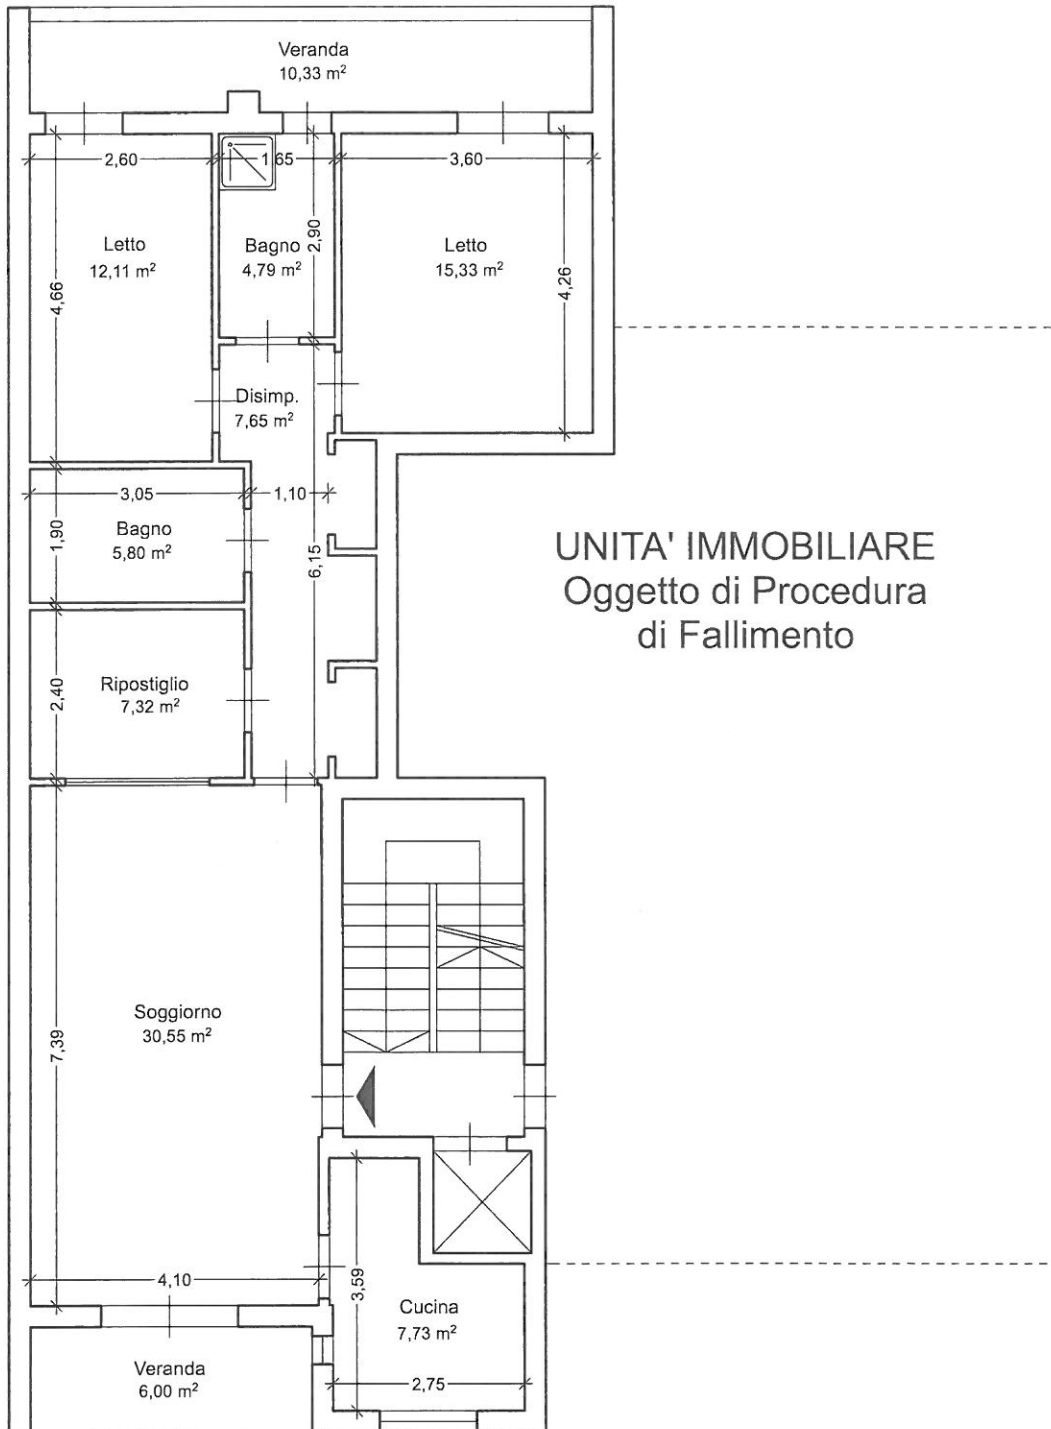 Veranda
10,33 m²
2,60
1,65
3,60
Letto
12,11 m²
Bagno
4,79 m²
2,90
Letto
15,33 m²
4,66
4,26
Disimp.
7,65 m²
3,05
1,10
Bagno
5,80 m²
1,90
6,15
UNITA' IMMOBILIARE
Oggetto di Procedura
di Fallimento
Ripostiglio
7,32 m²
2,40
Soggiorno
30,55 m²
7,39
4,10
3,59
Cucina
7,73 m²
Veranda
6,00 m²
2,75